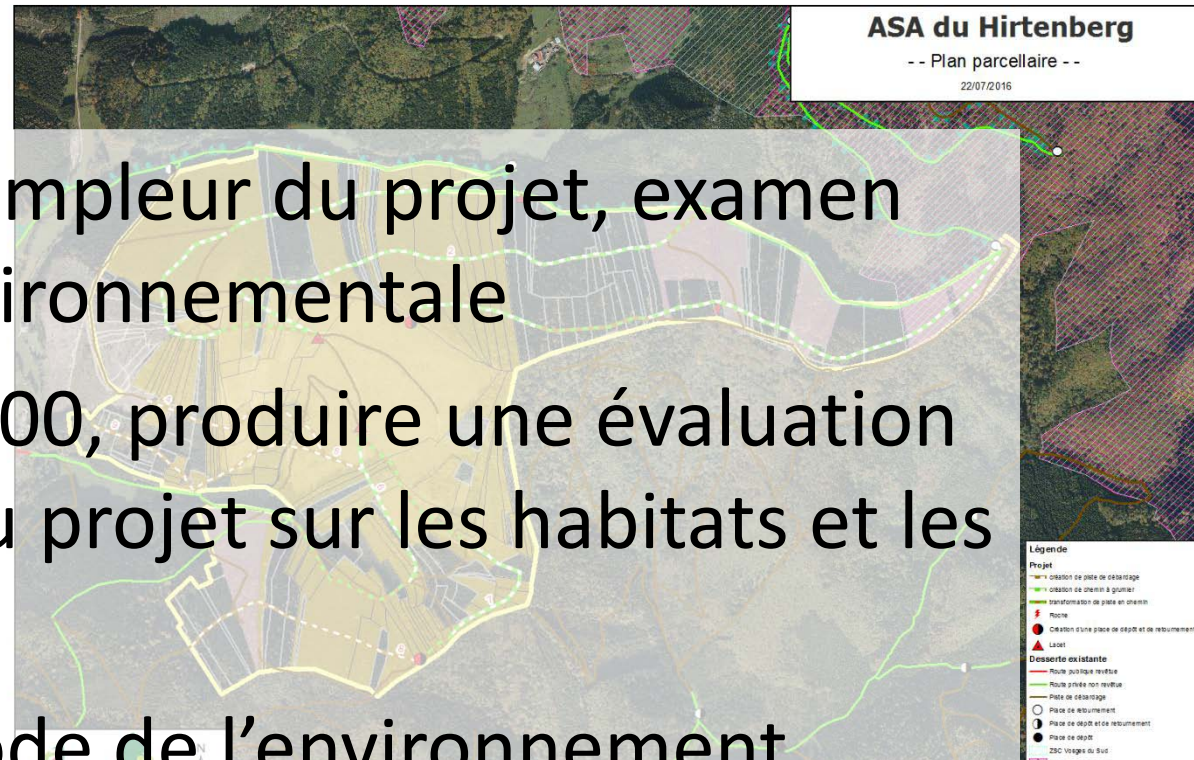 ASA du Hirtenberg
- - Plan parcellaire - -
22/07/2016
mpleur du projet, examen
ironnementale
00, produire une évaluation
projet sur les habitats et les
de de l’environnement
Légende
Projet
création de piste de débardage
création de chemin à grumier
transformation de piste en chemin
Roche
Création d'une place de dépôt et de retournement
Lacet
Desserte existante
Route publique revêtue
Route privée non revêtue
Piste de débardage
Place de retournement
Place de dépôt et de retournement
Place de dépôt
ZSC Vosges du Sud
N